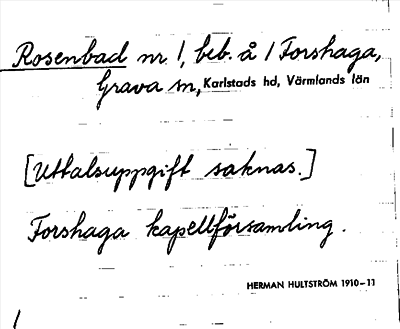 Rosenbad nr. 1, beb. å 1 Forshaga,
Grava sn, Karlstads hd, Värmlands län
[Uttalsuppgift saknas.]
Forshaga kapellförsamling.
HERMAN HULTSTRÖM 1910–11
1